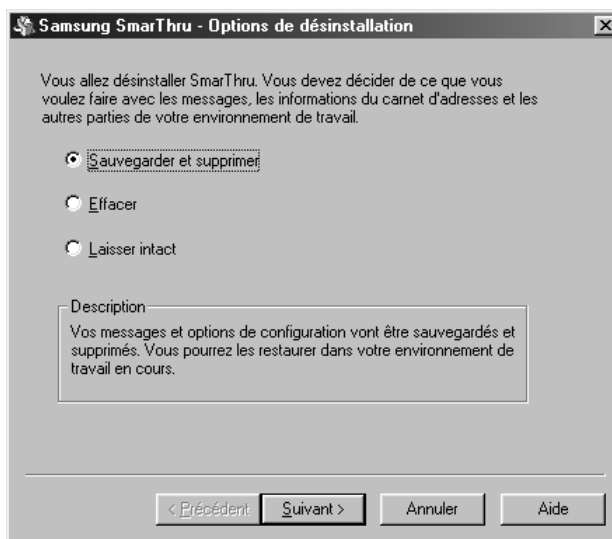 Samsung SmarThru - Options de désinstallation
Vous allez désinstaller SmarThru. Vous devez décider de ce que vous
voulez faire avec les messages, les informations du carnet d'adresses et les
autres parties de votre environnement de travail.
Sauvegarder et supprimer
Effacer
Laisser intact
Description
Vos messages et options de configuration vont être sauvegardés et
supprimés. Vous pourrez les restaurer dans votre environnement de
travail en cours.
< Précédent Suivant > Annuler Aide